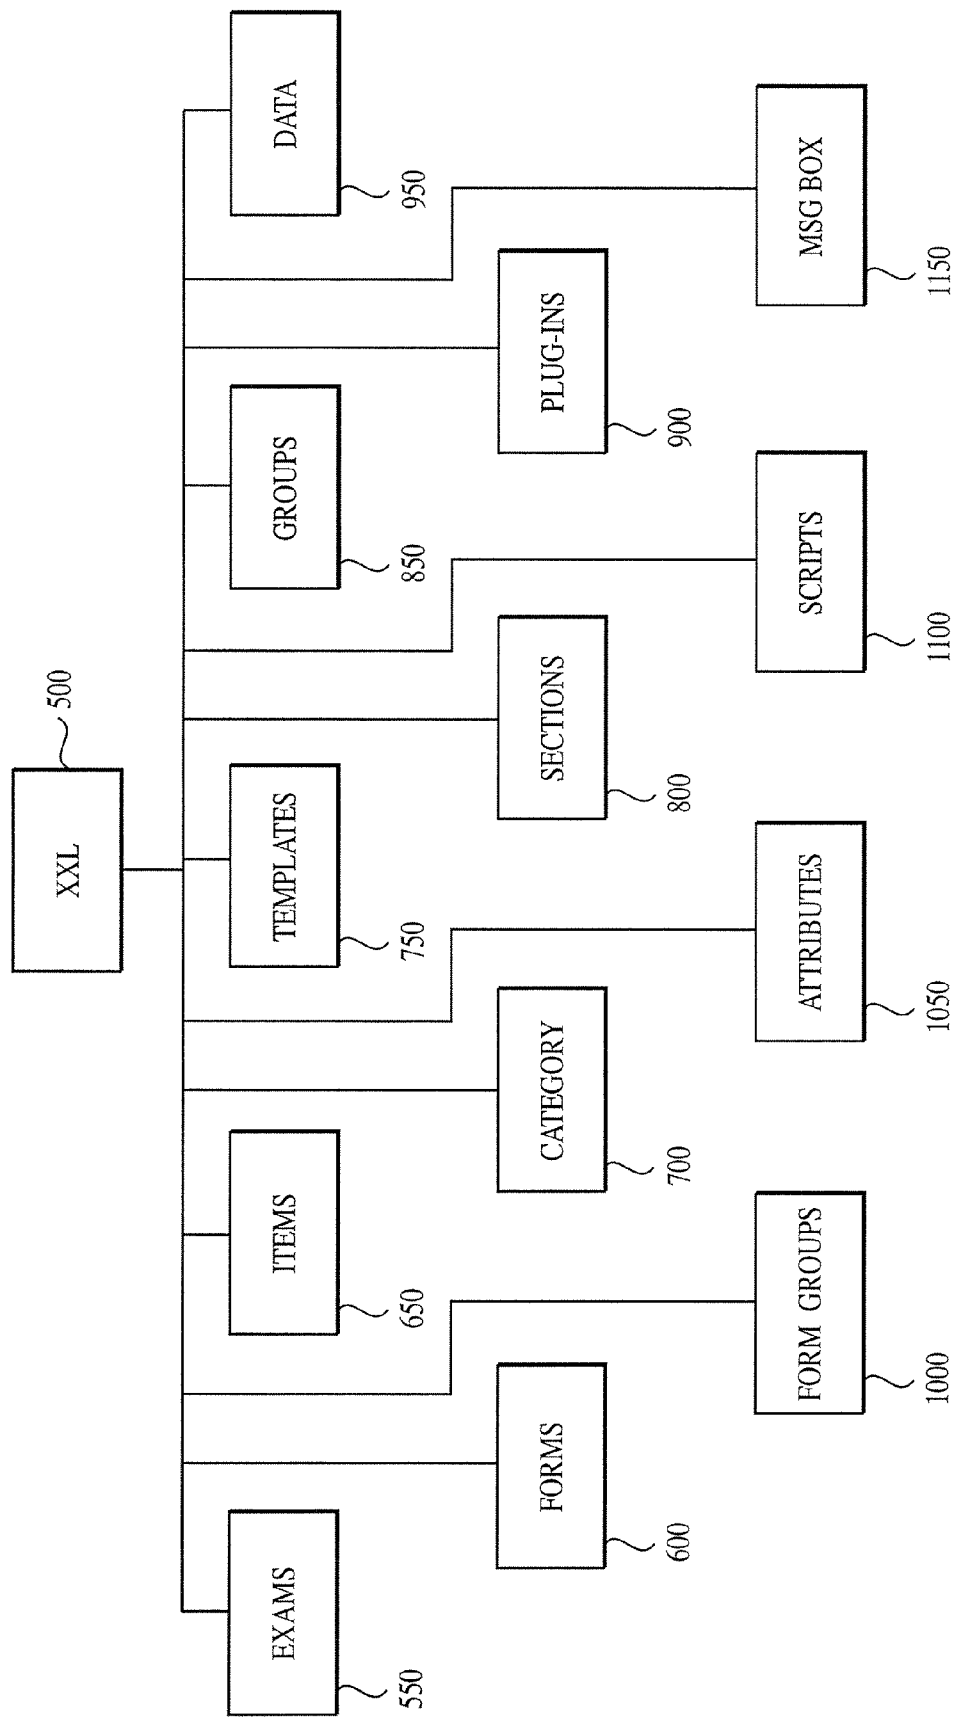 XXL
500
EXAMS
550
ITEMS
650
TEMPLATES
750
GROUPS
850
DATA
950
FORMS
600
CATEGORY
700
SECTIONS
800
PLUG-INS
900
FORM GROUPS
1000
ATTRIBUTES
1050
SCRIPTS
1100
MSG BOX
1150